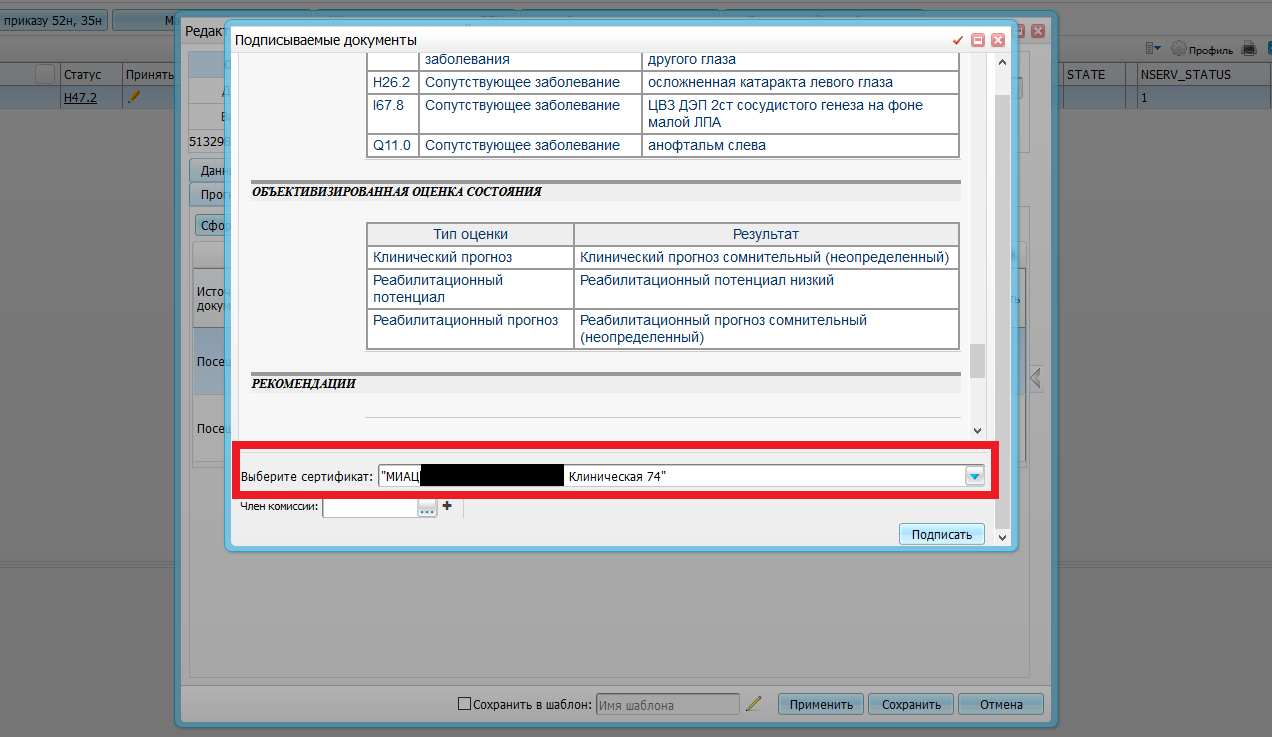 приказу 52н, 35н
М
Редак
Подписываемые документы
Профиль
Статус
Принять
STATE
NSERV_STATUS
H47.2
1
заболевания
другого глаза
H26.2
Сопутствующее заболевание
осложненная катаракта левого глаза
I67.8
Сопутствующее заболевание
ЦВЗ ДЭП 2ст сосудистого генеза на фоне
малой ЛПА
Q11.0
Сопутствующее заболевание
анофтальм слева
513298
Данн
Прог
Сфор
ОБЪЕКТИВИЗИРОВАННАЯ ОЦЕНКА СОСТОЯНИЯ
Тип оценки
Результат
Клинический прогноз
Клинический прогноз сомнительный (неопределенный)
Реабилитационный
потенциал
Реабилитационный потенциал низкий
Реабилитационный прогноз
Реабилитационный прогноз сомнительный
(неопределенный)
Источ
докум
Посещ
Посещ
РЕКОМЕНДАЦИИ
Выберите сертификат:
"МИАЦ
Клиническая 74"
Член комиссии:
...
Подписать
Сохранить в шаблон:
Имя шаблона
Применить
Сохранить
Отмена